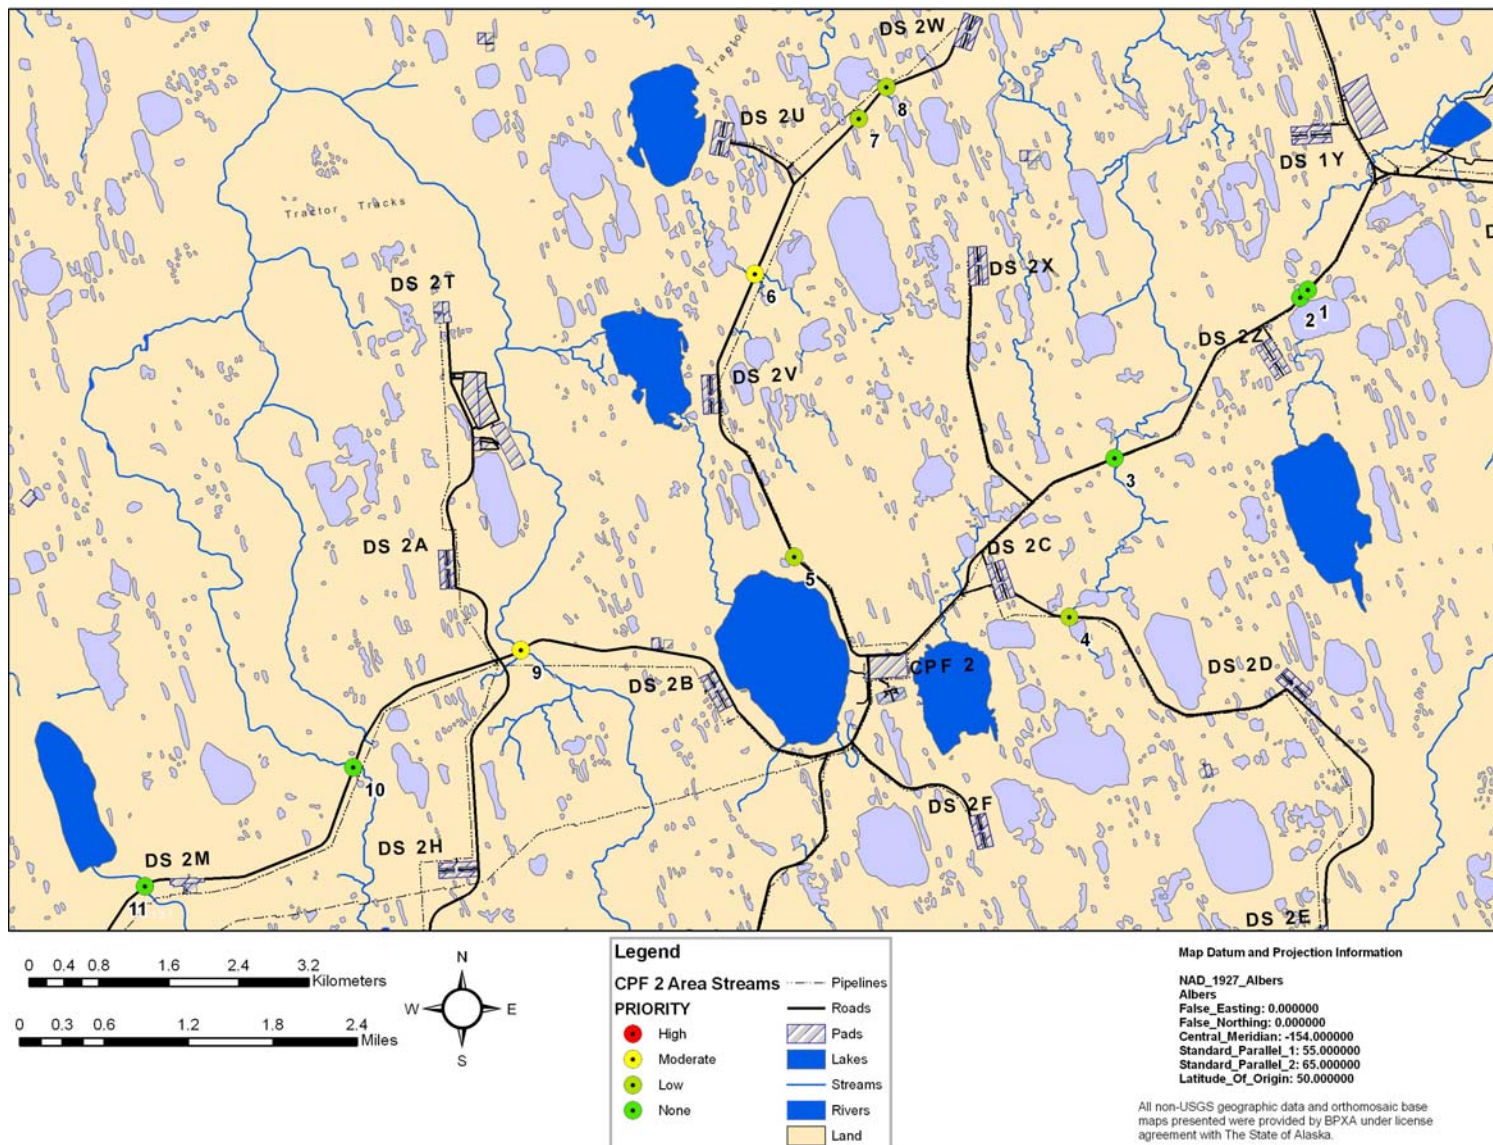 DS 2W
Tractor
DS 2U
8
7
DS 1Y
Tractor Tracks
D
DS 2X
DS 2T
6
1
2
DS 2Z
DS 2V
3
DS 2A
DS 2C
5
4
9
DS 2B
CPF 2
DS 2D
10
DS 2F
DS 2H
DS 2M
11
DS 2E
0 0.4 0.8 1.6 2.4 3.2
Kilometers
0 0.3 0.6 1.2 1.8 2.4
Miles
N
W E
S
Legend
CPF 2 Area Streams
PRIORITY
High
Moderate
Low
None
Pipelines
Roads
Pads
Lakes
Streams
Rivers
Land
Map Datum and Projection Information
NAD_1927_Albers
Albers
False_Easting: 0.000000
False_Northing: 0.000000
Central_Meridian: -154.000000
Standard_Parallel_1: 55.000000
Standard_Parallel_2: 65.000000
Latitude_Of_Origin: 50.000000
All non-USGS geographic data and orthomosaic base
maps presented were provided by BPXA under license
agreement with The State of Alaska.